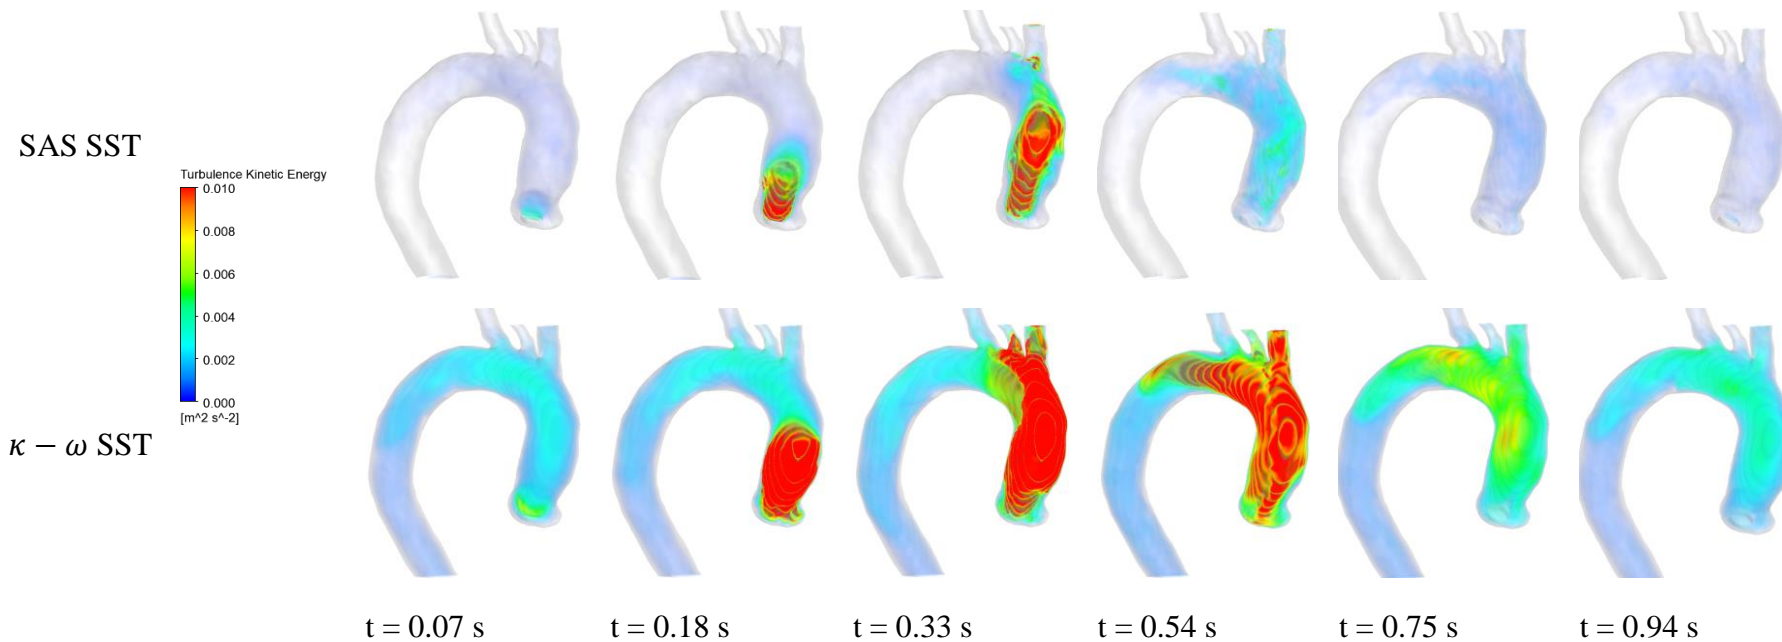 SAS SST
Turbulence Kinetic Energy
0.010
0.008
0.006
0.004
0.002
0.000
[m^2 s^-2]
κ − ω SST
t = 0.07 s
t = 0.18 s
t = 0.33 s
t = 0.54 s
t = 0.75 s
t = 0.94 s